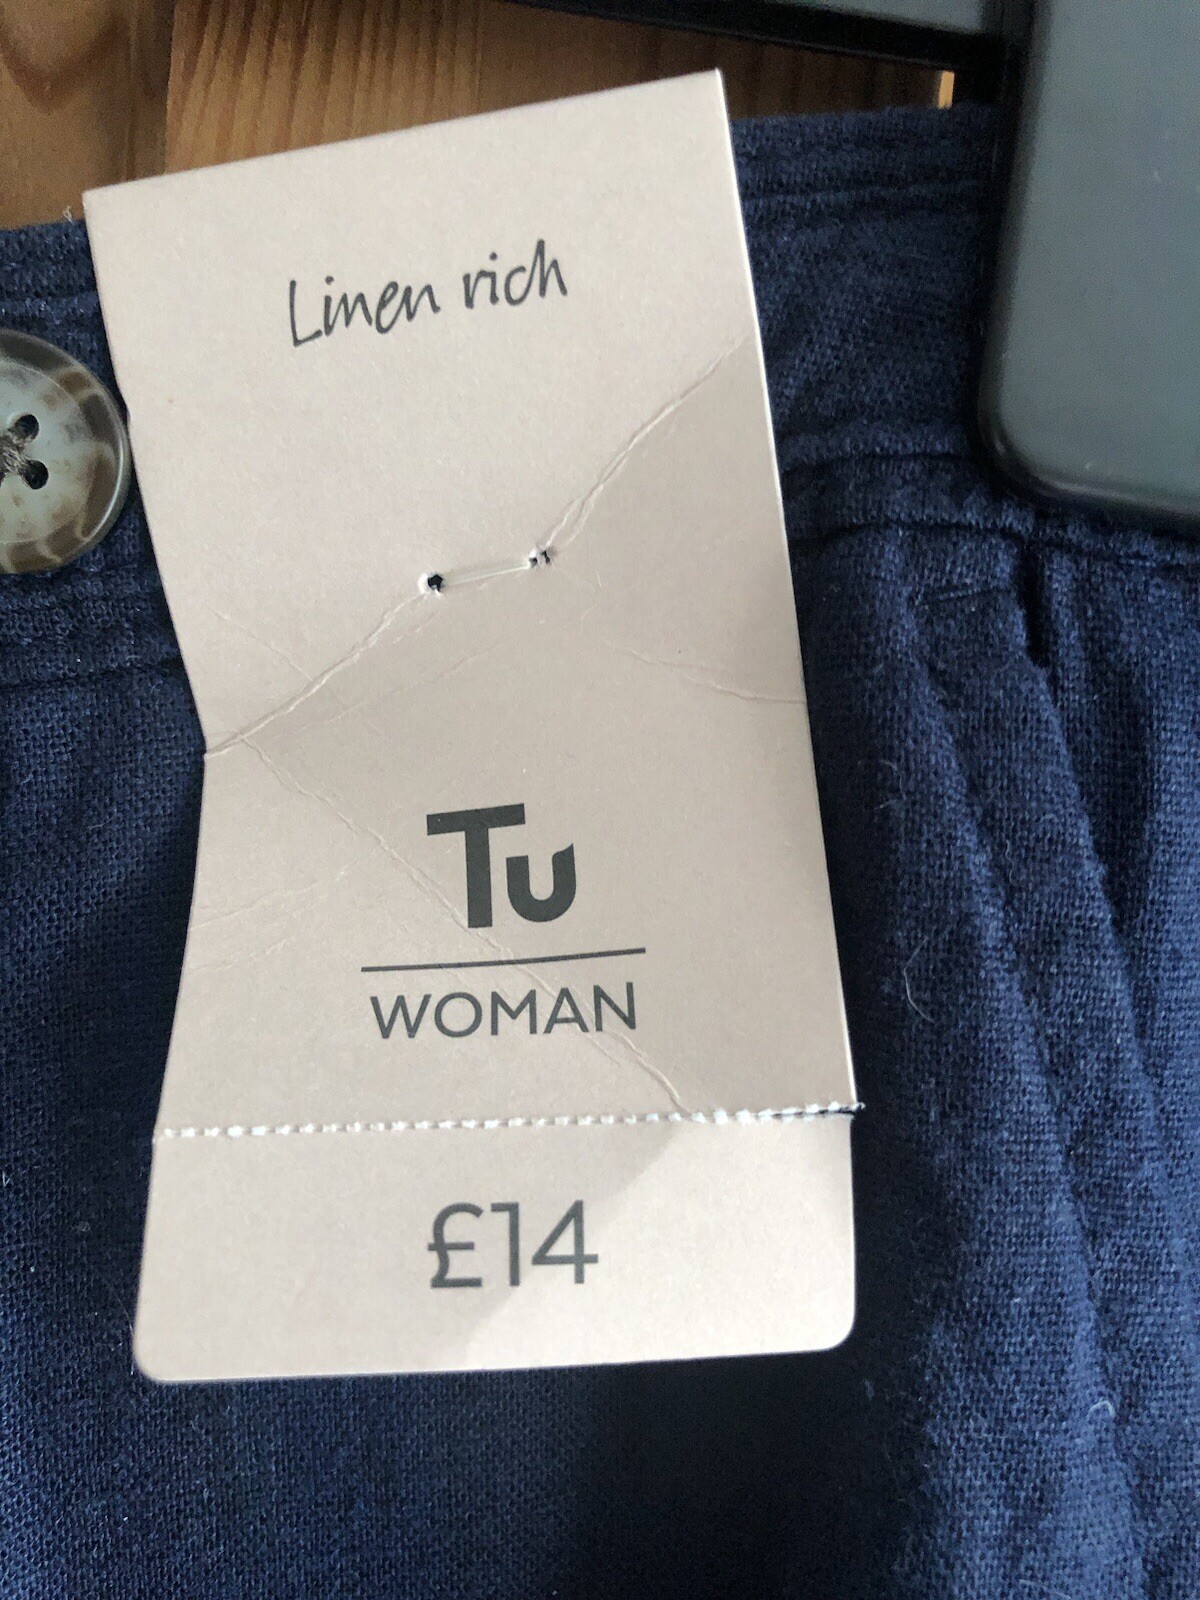 Linen rich
Tu
WOMAN
£14